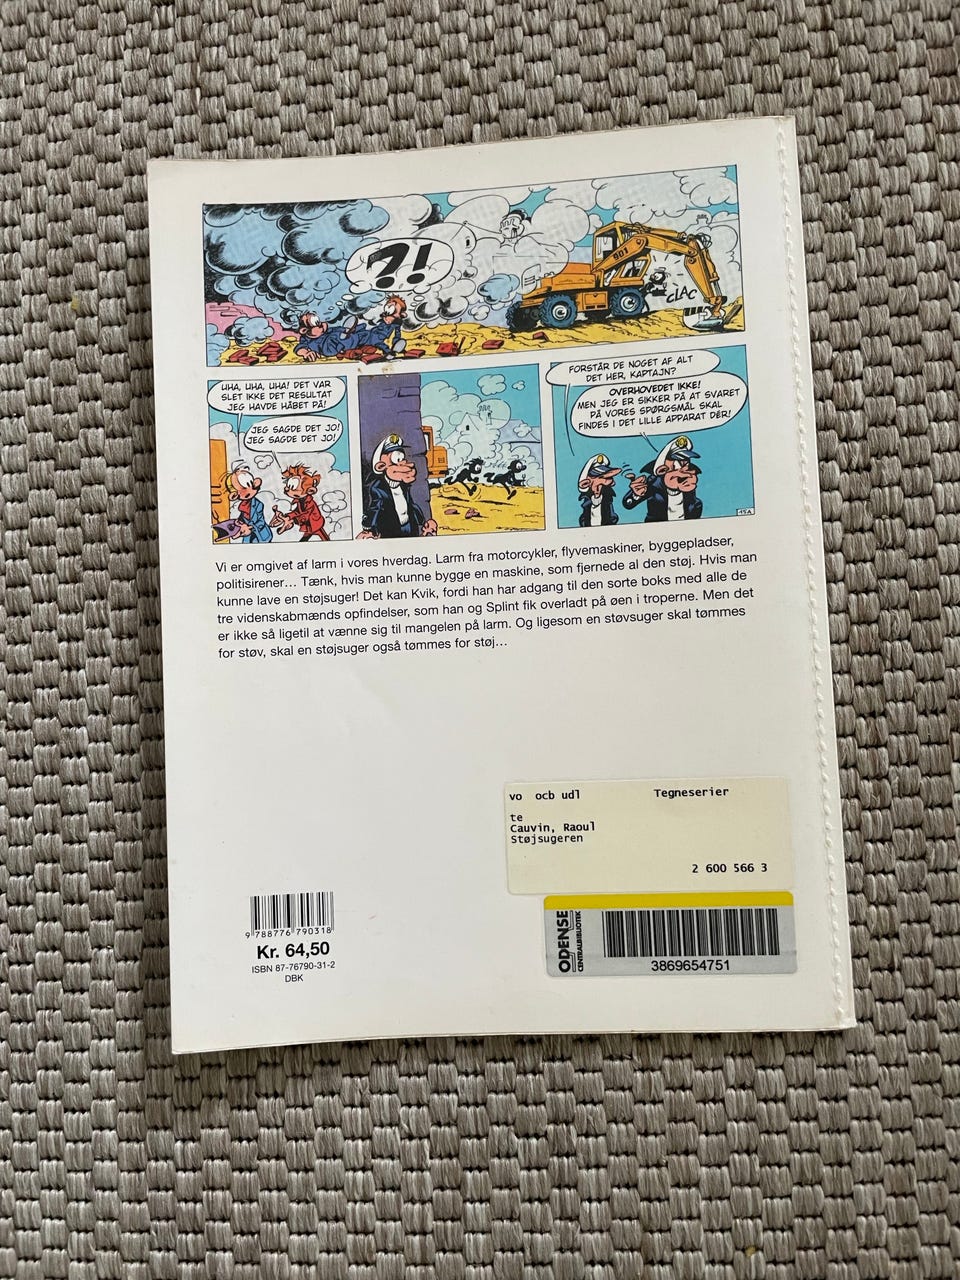 ?!
901
CLAC
UHA, UHA, UHA! DET VAR
SLET IKKE DET RESULTAT
JEG HAVDE HÅBET PÅ!
JEG SAGDE DET JO!
JEG SAGDE DET JO!
FORSTÅR DE NOGET AF ALT
DET HER, KAPTAJN?
OVERHOVEDET IKKE!
MEN JEG ER SIKKER PÅ AT SVARET
PÅ VORES SPØRGSMÅL SKAL
FINDES I DET LILLE APPARAT DÉR!
15A
Vi er omgivet af larm i vores hverdag. Larm fra motorcykler, flyvemaskiner, byggepladser,
politisirener... Tænk, hvis man kunne bygge en maskine, som fjernede al den støj. Hvis man
kunne lave en støjsuger! Det kan Kvik, fordi han har adgang til den sorte boks med alle de
tre videnskabmænds opfindelser, som han og Splint fik overladt på øen i troperne. Men det
er ikke så ligetil at vænne sig til mangelen på larm. Og ligesom en støvsuger skal tømmes
for støv, skal en støjsuger også tømmes for støj...
vo ocb udl Tegneserier
te
Cauvin, Raoul
Støjsugeren
2 600 566 3
ODENSE
CENTRALBIBLIOTEK
3869654751
9 788776 790318
Kr. 64,50
ISBN 87-76790-31-2
DBK